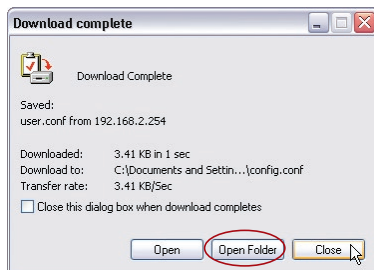 Download complete
Download Complete
Saved:
user.conf from 192.168.2.254
Downloaded: 3.41 KB in 1 sec
Download to: C:\Documents and Settin...\config.conf
Transfer rate: 3.41 KB/Sec
Close this dialog box when download completes
Open Open Folder Close